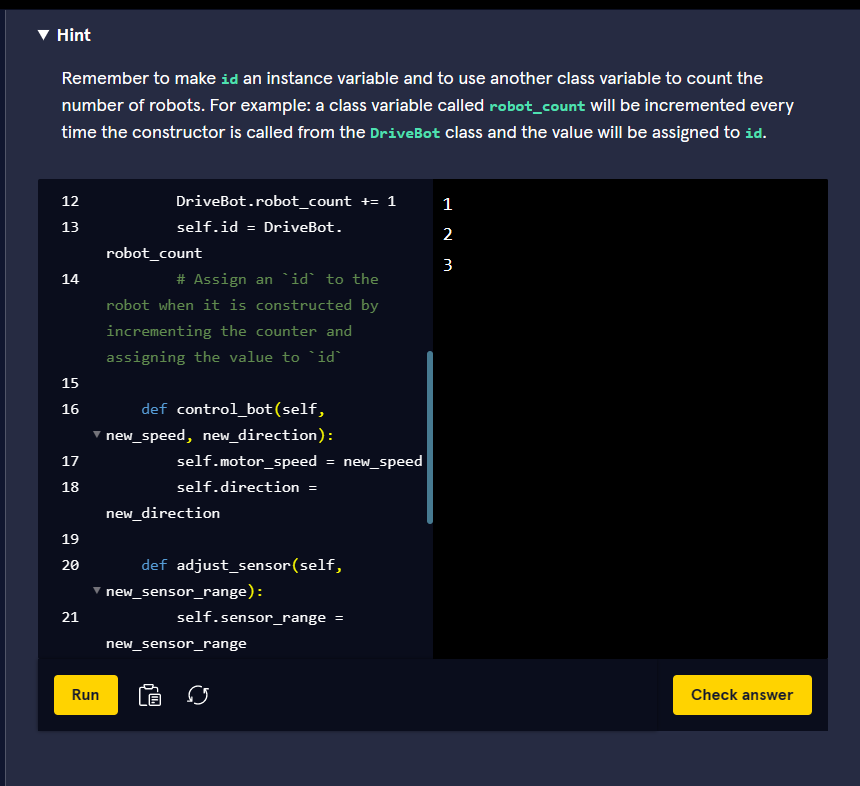 Hint
Remember to make id an instance variable and to use another class variable to count the
number of robots. For example: a class variable called robot_count will be incremented every
time the constructor is called from the DriveBot class and the value will be assigned to id.
12 DriveBot.robot_count += 1
13 self.id = DriveBot.
robot_count
14 # Assign an `id` to the
robot when it is constructed by
incrementing the counter and
assigning the value to `id`
15
16 def control_bot(self,
new_speed, new_direction):
17 self.motor_speed = new_speed
18 self.direction =
new_direction
19
20 def adjust_sensor(self,
new_sensor_range):
21 self.sensor_range =
new_sensor_range
1
2
3
Run
Check answer